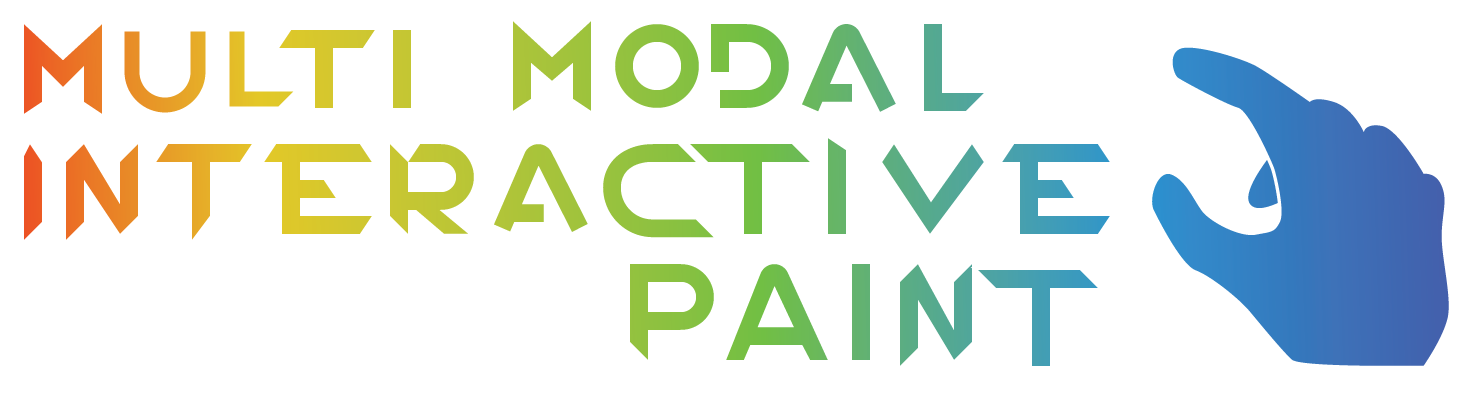 MULTI MODAL
INTERACTIVE
PAINT